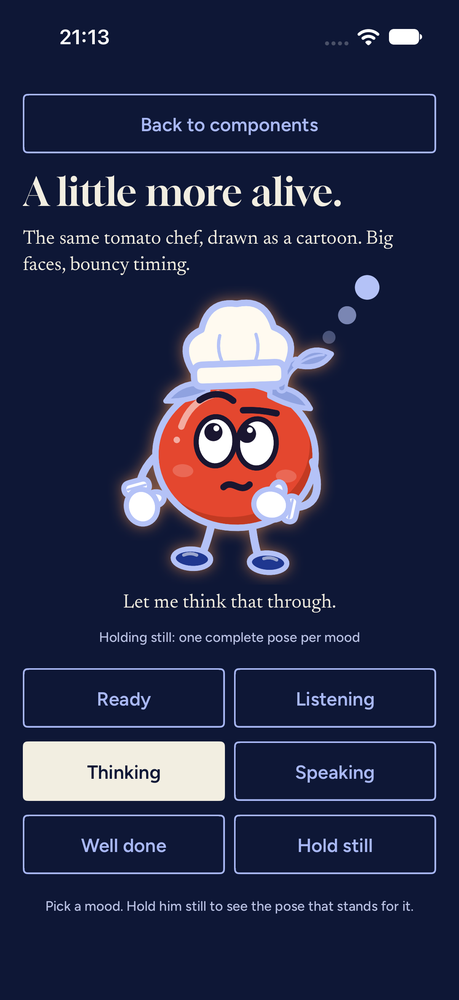 21:13
Back to components
A little more alive.
The same tomato chef, drawn as a cartoon. Big
faces, bouncy timing.
Let me think that through.
Holding still: one complete pose per mood
Ready
Listening
Thinking
Speaking
Well done
Hold still
Pick a mood. Hold him still to see the pose that stands for it.